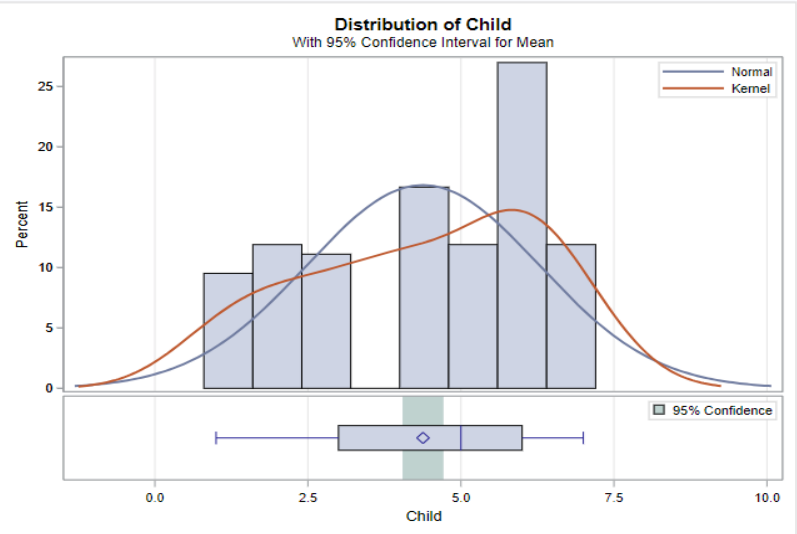 Distribution of Child
With 95% Confidence Interval for Mean
Normal
Kernel
25
20
15
10
5
0
Percent
95% Confidence
0.0 2.5 5.0 7.5 10.0
Child